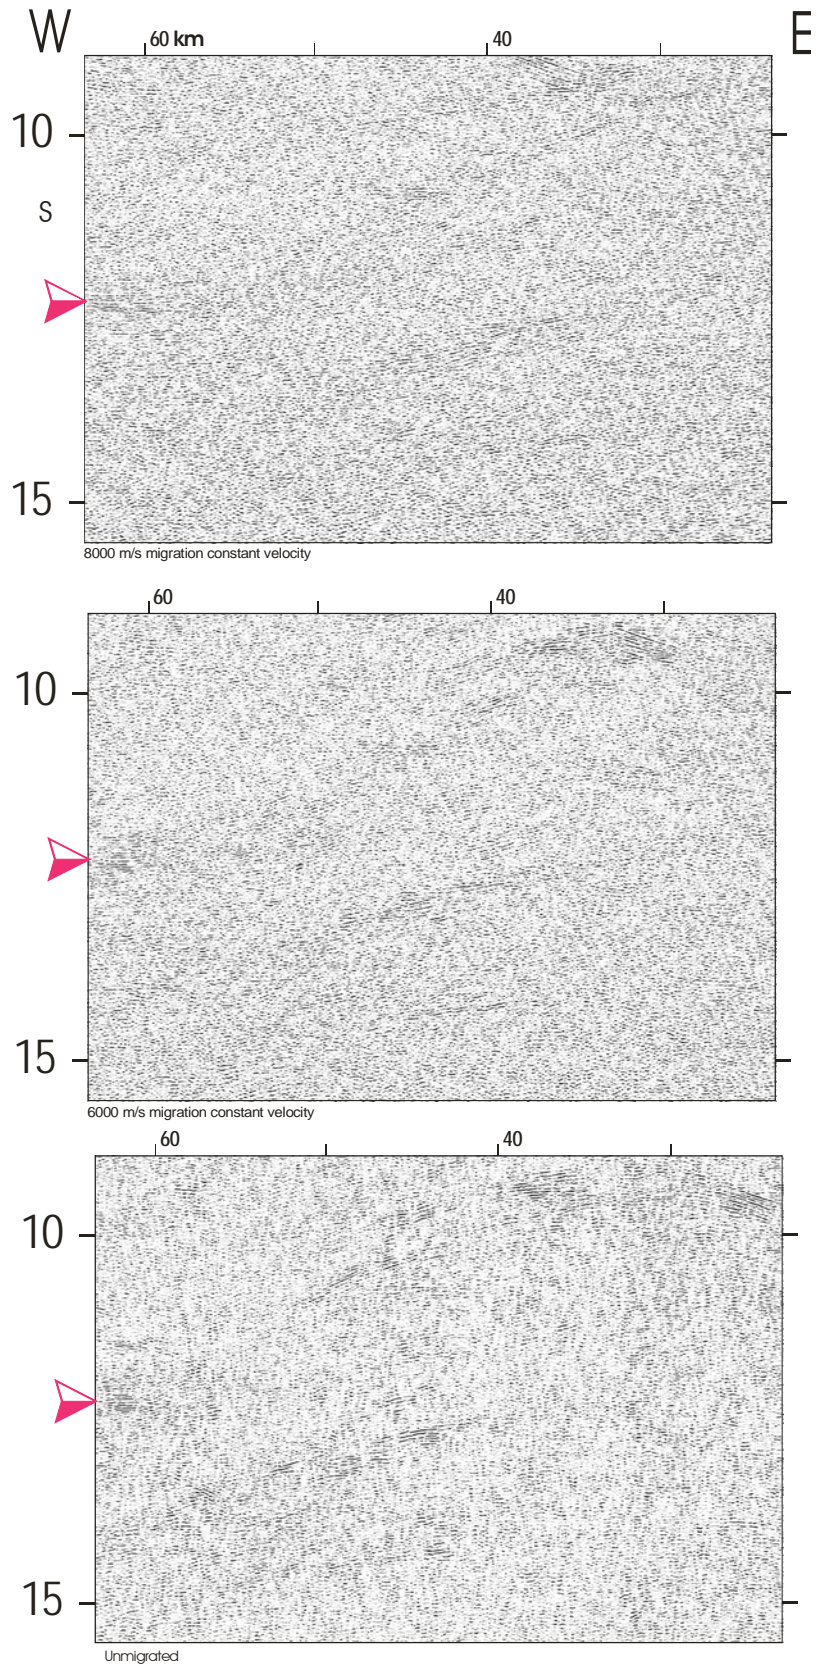 W 60 km 40 E
10
s
15
8000 m/s migration constant velocity
60 40
10
15
6000 m/s migration constant velocity
60 40
10
15
Unmigrated